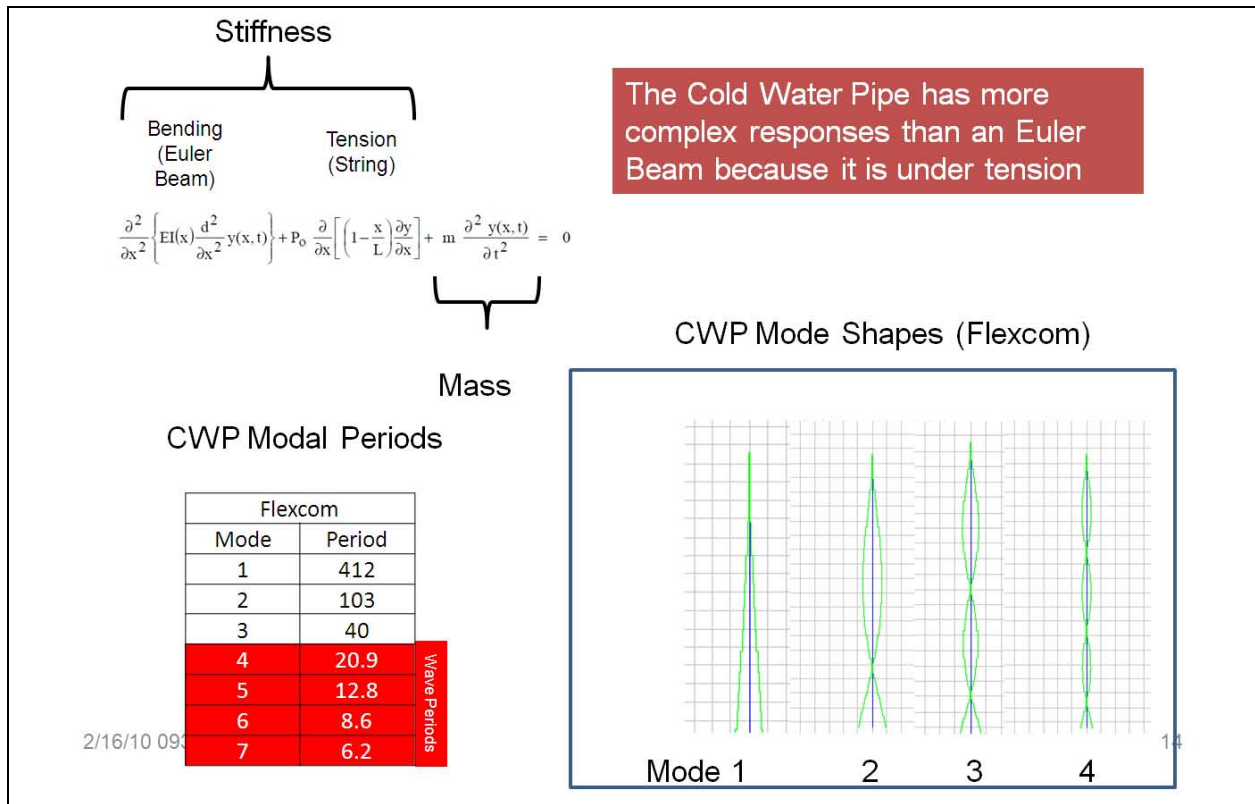 Stiffness
Bending
(Euler
Beam)
Tension
(String)
∂²/∂x² {EI(x) d²/∂x² y(x,t)} + P₀ ∂/∂x [(1 − x/L) ∂y/∂x] + m ∂² y(x,t)/∂t² = 0
Mass
The Cold Water Pipe has more
complex responses than an Euler
Beam because it is under tension
CWP Modal Periods
Flexcom
Mode Period
1 412
2 103
3 40
4 20.9
5 12.8
6 8.6
7 6.2
Wave Periods
CWP Mode Shapes (Flexcom)
Mode 1 2 3 4
2/16/10 093
14